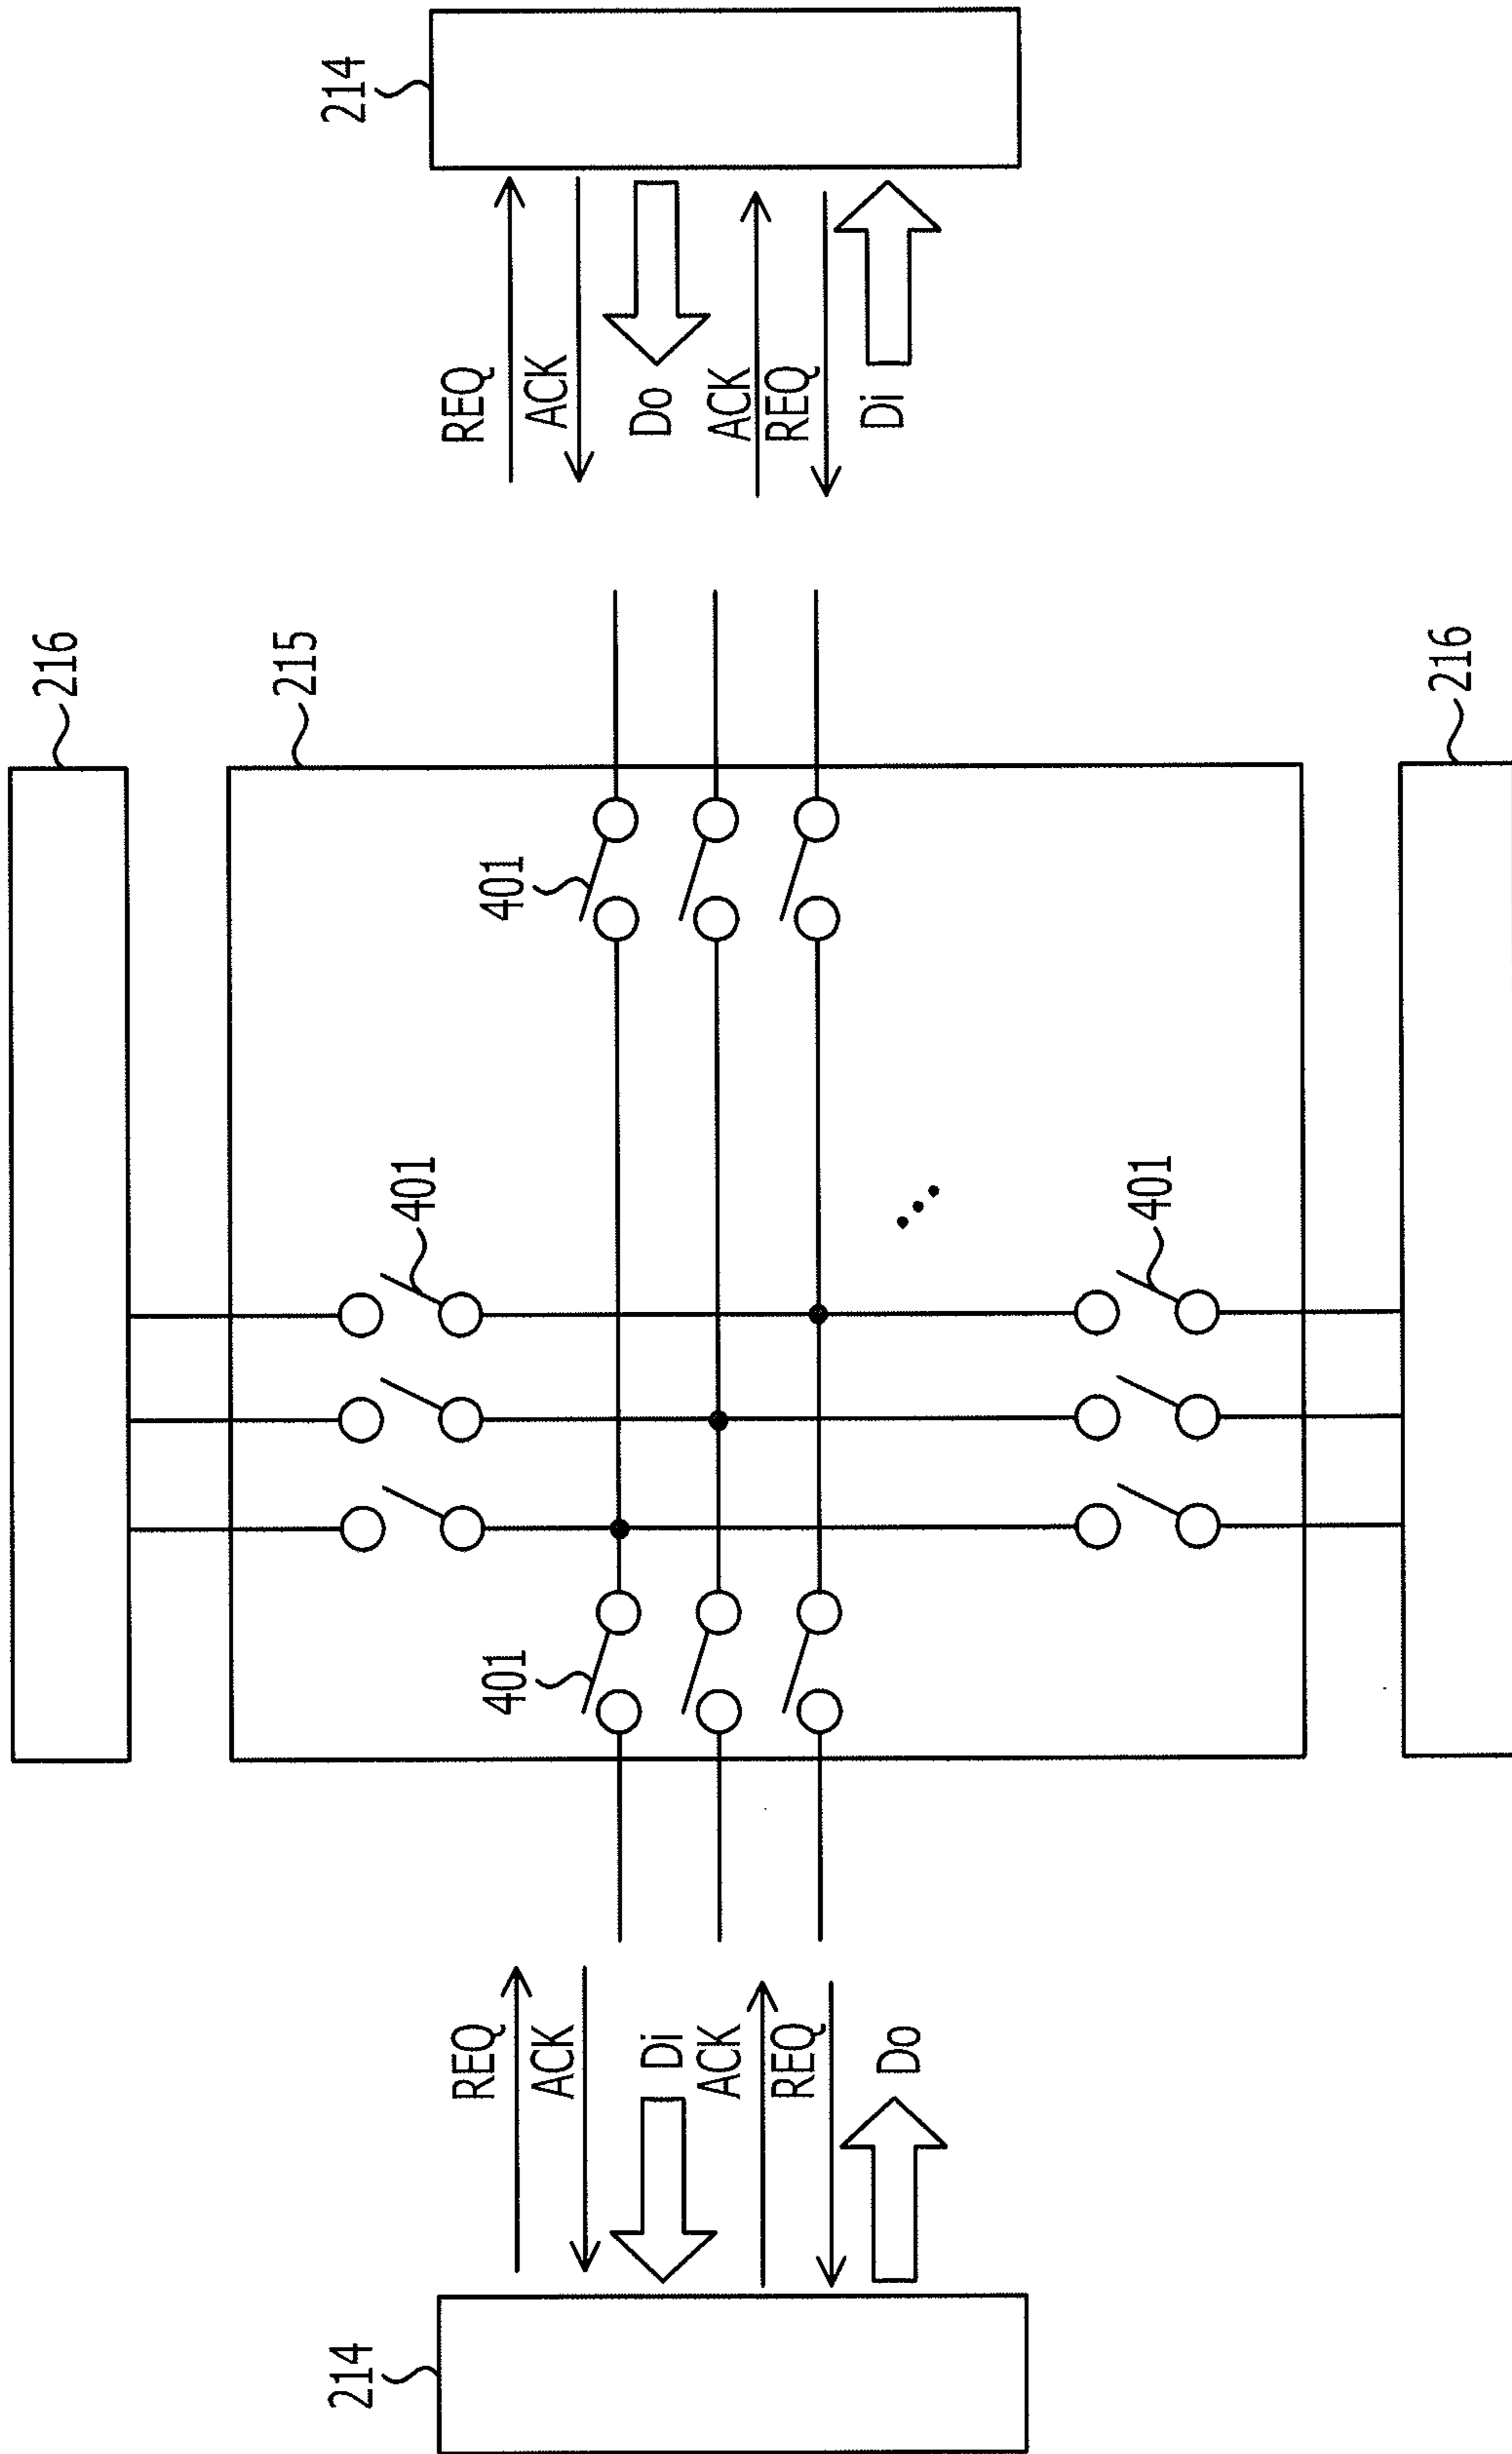 216
215
214
214
401
REQ
401
401
REQ
ACK
ACK
Di
Do
ACK
ACK
REQ
REQ
Do
Di
401
216